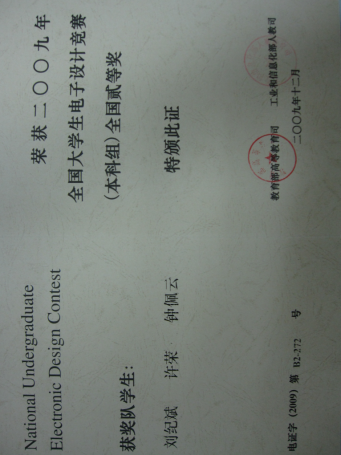 National Undergraduate
Electronic Design Contest
获奖队学生：
刘纪斌 许荣 钟佩云
电证字（2009）第 B2-272 号
荣获二〇〇九年
全国大学生电子设计竞赛
（本科组）全国贰等奖
特颁此证
教育部高等教育司 工业和信息化部人教司
二〇〇九年十二月